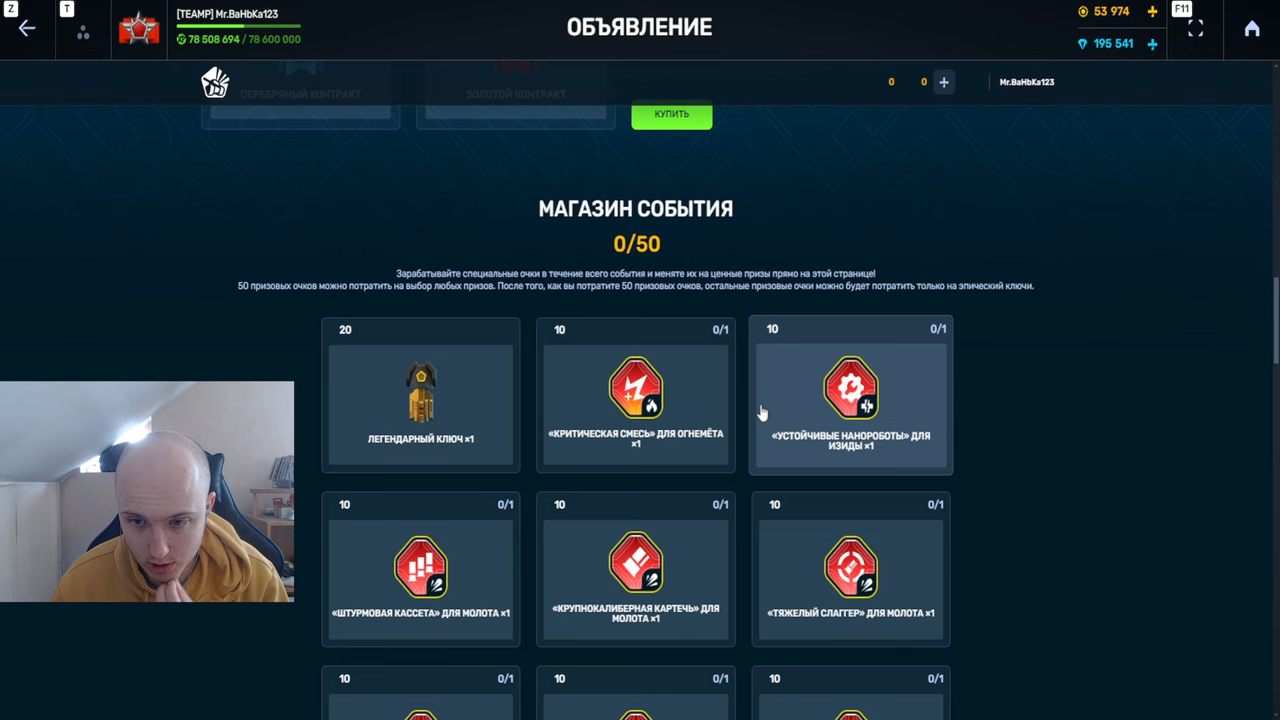 Z
T
[TEAMP] Mr.BaHbKa123
78 508 694 / 78 600 000
ОБЪЯВЛЕНИЕ
53 974
195 541
F11
0 0
Mr.BaHbKa123
СЕРЕБРЯНЫЙ КОНТРАКТ
ЗОЛОТОЙ КОНТРАКТ
КУПИТЬ
МАГАЗИН СОБЫТИЯ
0/50
Зарабатывайте специальные очки в течение всего события и меняте их на ценные призы прямо на этой странице!
50 призовых очков можно потратить на выбор любых призов. После того, как вы потратите 50 призовых очков, остальные призовые очки можно будет потратить только на эпический ключи.
20
ЛЕГЕНДАРНЫЙ КЛЮЧ ×1
10 0/1
«КРИТИЧЕСКАЯ СМЕСЬ» ДЛЯ ОГНЕМЁТА
×1
10 0/1
«УСТОЙЧИВЫЕ НАНОРОБОТЫ» ДЛЯ
ИЗИДЫ ×1
10 0/1
«ШТУРМОВАЯ КАССЕТА» ДЛЯ МОЛОТА ×1
10 0/1
«КРУПНОКАЛИБЕРНАЯ КАРТЕЧЬ» ДЛЯ
МОЛОТА ×1
10 0/1
«ТЯЖЕЛЫЙ СЛАГГЕР» ДЛЯ МОЛОТА ×1
10 0/1
10 0/1
10 0/1